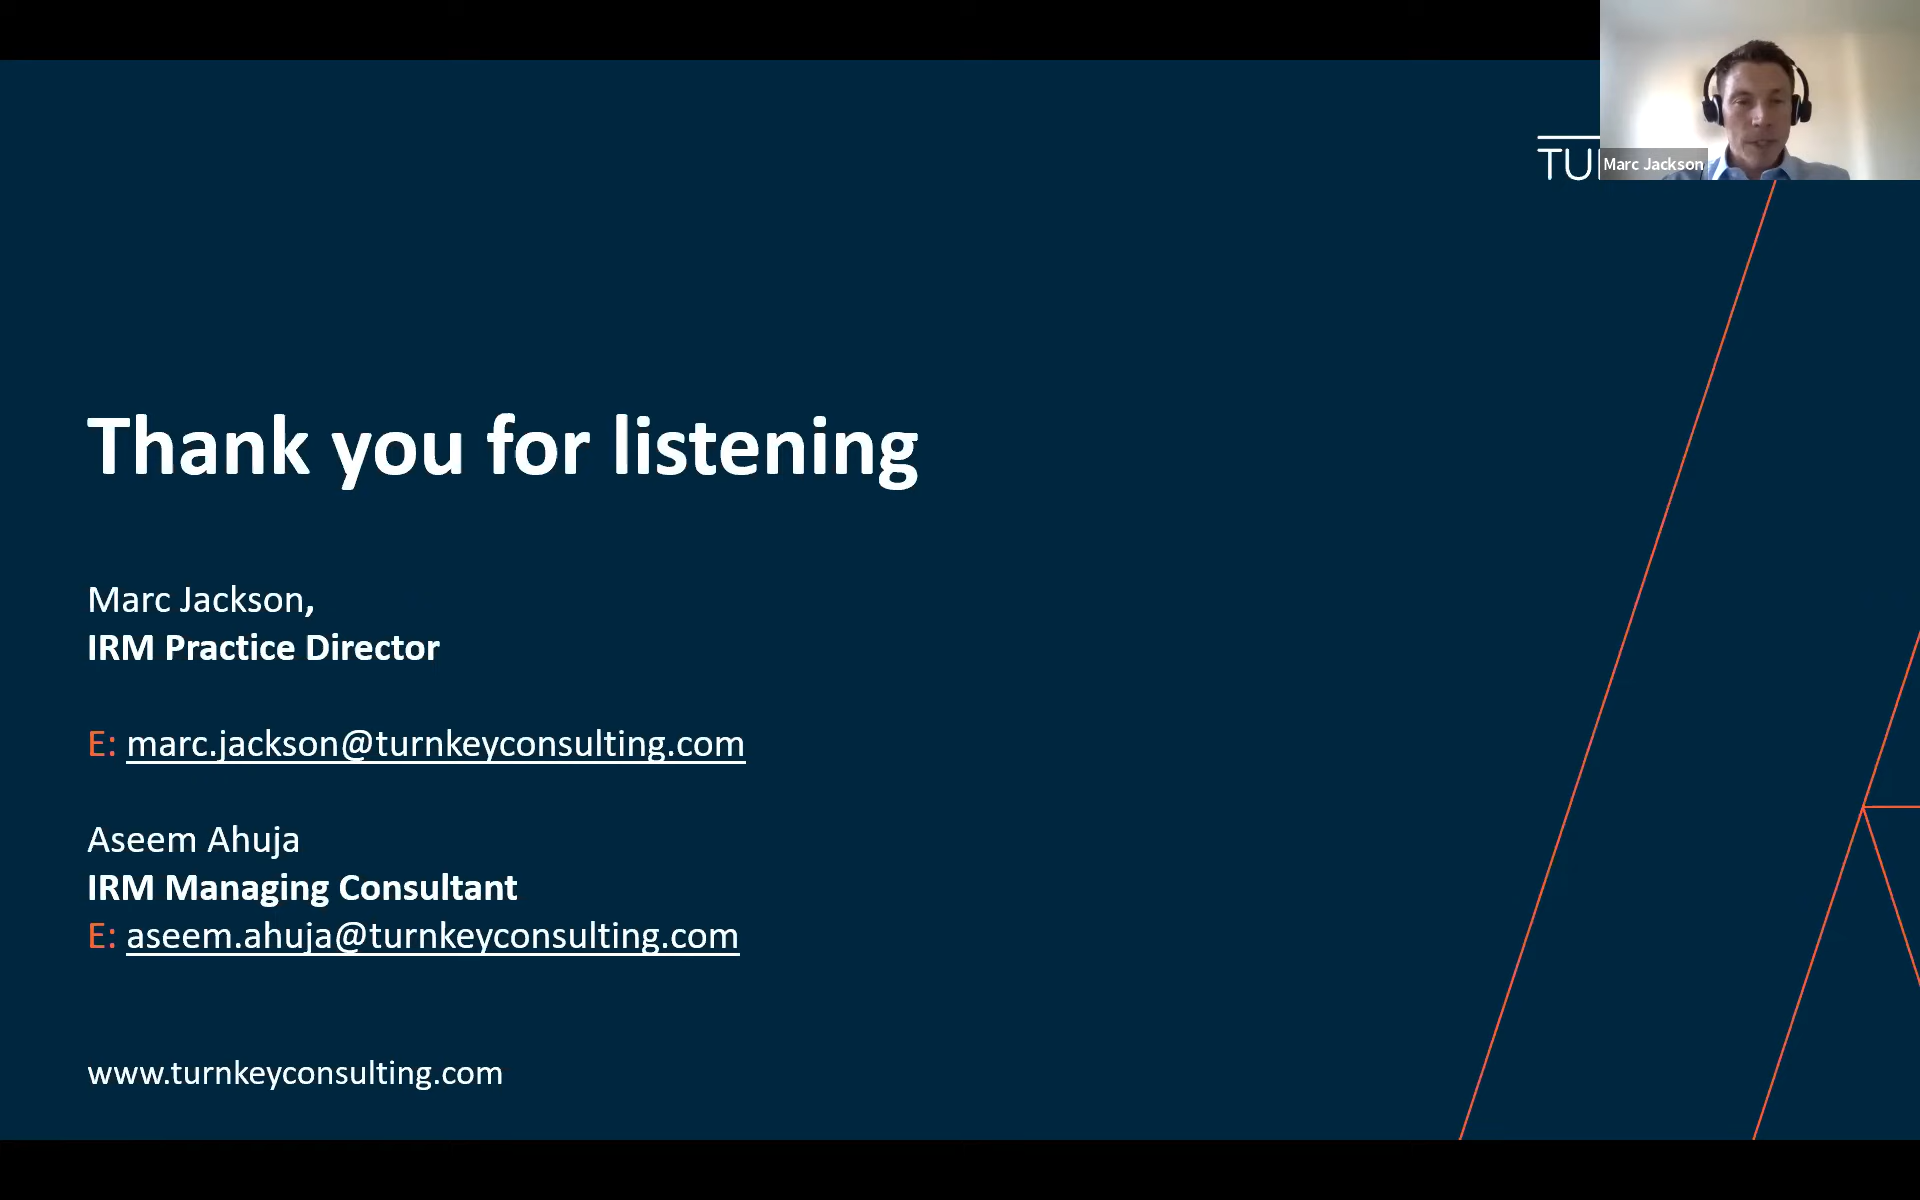 TU
Marc Jackson
Thank you for listening
Marc Jackson,
IRM Practice Director
E: marc.jackson@turnkeyconsulting.com
Aseem Ahuja
IRM Managing Consultant
E: aseem.ahuja@turnkeyconsulting.com
www.turnkeyconsulting.com